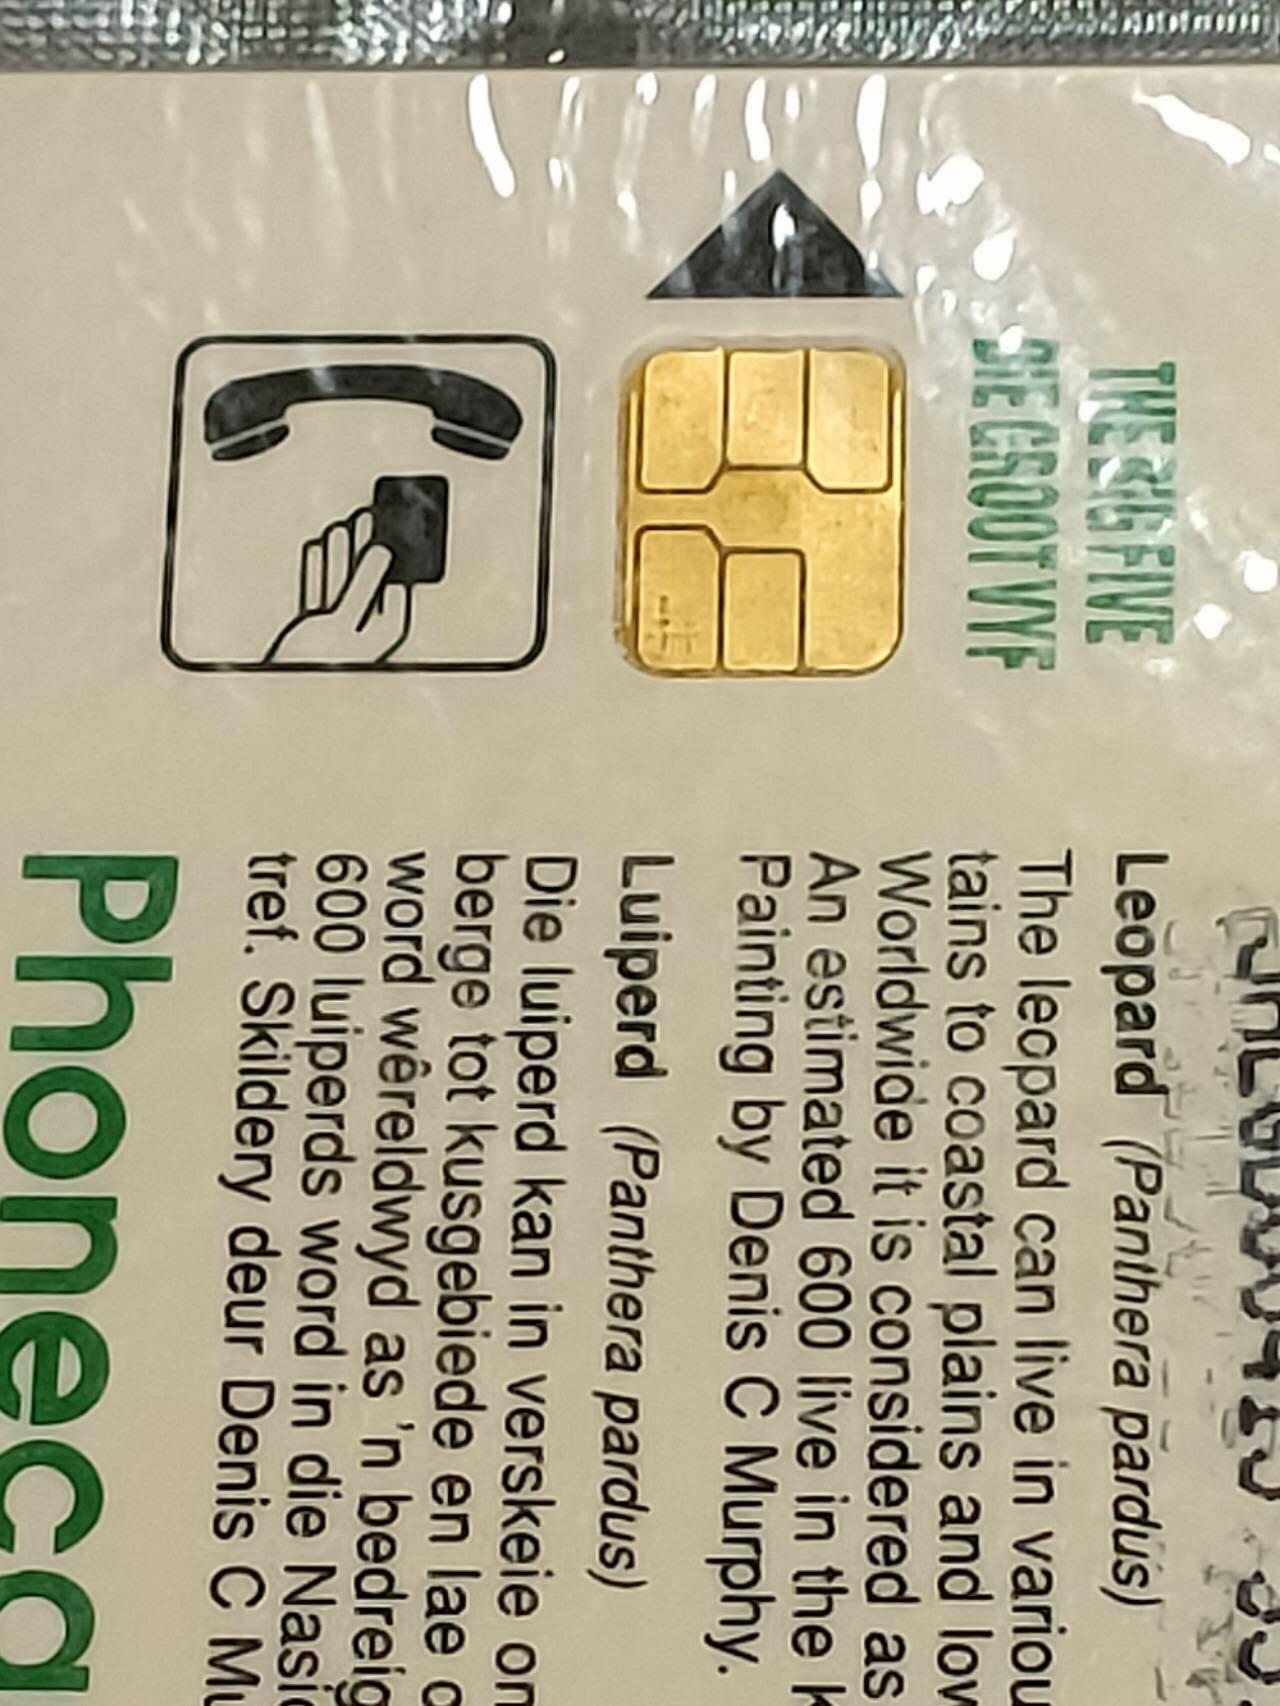 THE BIG FIVE
DIE GROOT VYF
Leopard (Panthera pardus)
The leopard can live in variou
tains to coastal plains and low
Worldwide it is considered as
An estimated 600 live in the K
Painting by Denis C Murphy.
Luiperd (Panthera pardus)
Die luiperd kan in verskeie on
berge tot kusgebiede en lae o
word wêreldwyd as 'n bedreig
600 luiperds word in die Nasio
tref. Skildery deur Denis C Mu
Phoneca